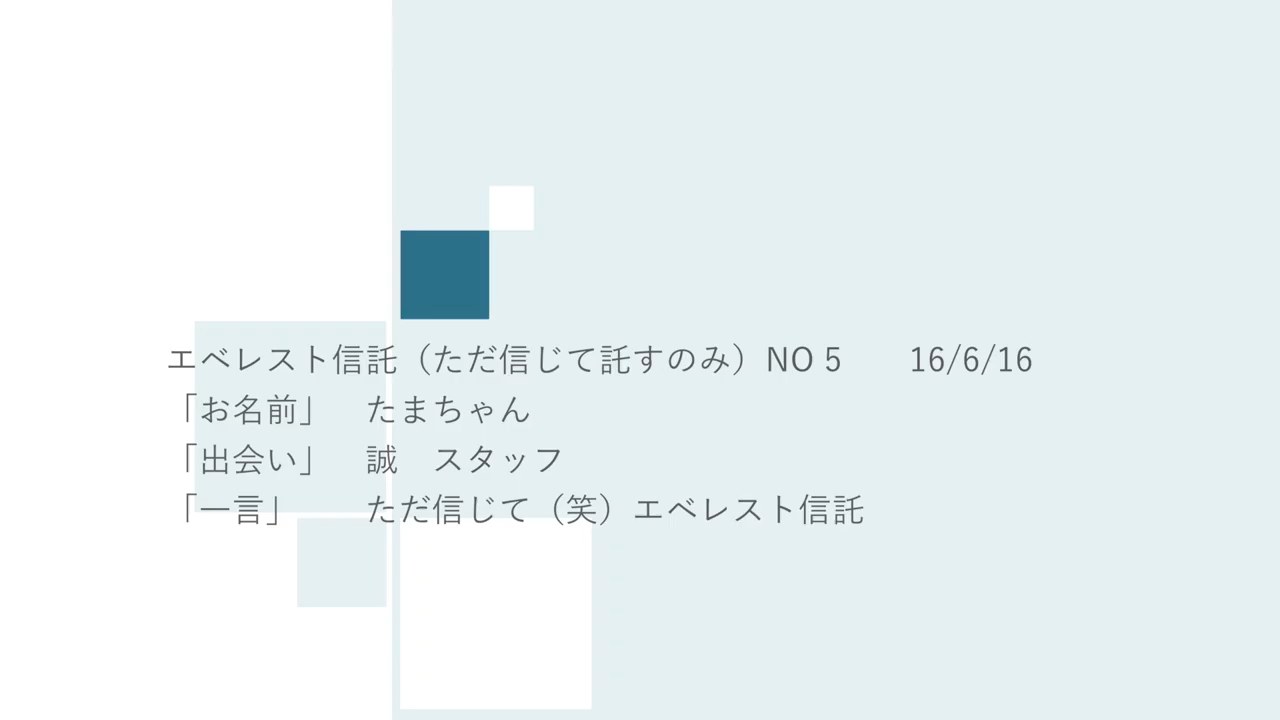 エベレスト信託（ただ信じて託すのみ）NO 5　　16/6/16
「お名前」　たまちゃん
「出会い」　誠　スタッフ
「一言」　　ただ信じて（笑）エベレスト信託